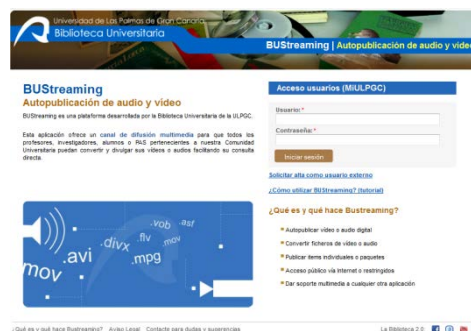 Universidad de Las Palmas de Gran Canaria
Biblioteca Universitaria
BUStreaming | Autopublicación de audio y vídeo
BUStreaming
Autopublicación de audio y vídeo
BUStreaming es una plataforma desarrollada por la Biblioteca Universitaria de la ULPGC.
Esta aplicación ofrece un canal de difusión multimedia para que todos los
profesores, investigadores, alumnos o PAS pertenecientes a nuestra Comunidad
Universitaria puedan convertir y divulgar sus vídeos o audios facilitando su consulta
directa.
Acceso usuarios (MiULPGC)
Usuario: *
Contraseña: *
Iniciar sesión
Solicitar alta como usuario externo
¿Cómo utilizar BUStreaming? (tutorial)
¿Qué es y qué hace Bustreaming?
Autopublicar vídeo o audio digital
Convertir ficheros de vídeo o audio
Publicar items individuales o paquetes
Acceso público vía Internet o restringidos
Dar soporte multimedia a cualquier otra aplicación
.vob .asf
.divx .flv .mov
.avi .mpg
mov
¿Qué es y qué hace Bustreaming? Aviso Legal Contacte para dudas y sugerencias
La Biblioteca 2.0